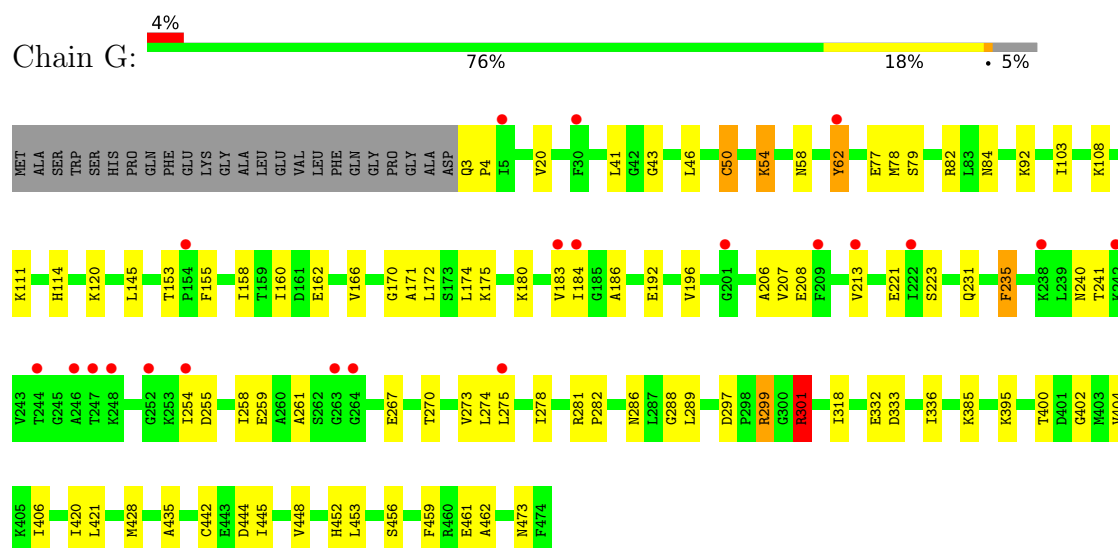 4%
Chain G:
76% 18% • 5%
MET ALA SER TRP SER HIS PRO GLN PHE GLU LYS GLY ALA LEU GLU VAL LEU PHE GLN GLY PRO GLY ALA ASP Q3 P4 I5 V20 F30 L41 G42 G43 L46 C50 K54 N58 Y62 E77 M78 S79 R82 L83 N84 K92 I103 K108
K111 H114 K120 L145 T153 P154 F155 I158 T159 I160 D161 E162 V166 G170 A171 L172 S173 L174 K175 K180 V183 I184 G185 A186 E192 V196 G201 A206 V207 E208 F209 V213 E221 I222 S223 Q231 F235 K238 L239 N240 T241 K242
V243 T244 G245 A246 T247 K248 G252 K253 I254 D255 I258 E259 A260 A261 S262 G263 G264 E267 T270 V273 L274 L275 I278 R281 P282 N286 L287 G288 L289 D297 P298 R299 G300 R301 I318 E332 D333 I336 K385 K395 T400 D401 G402 M403 V404
K405 I406 I420 L421 M428 A435 C442 E443 D444 I445 V448 H452 L453 S456 F459 R460 E461 A462 N473 F474